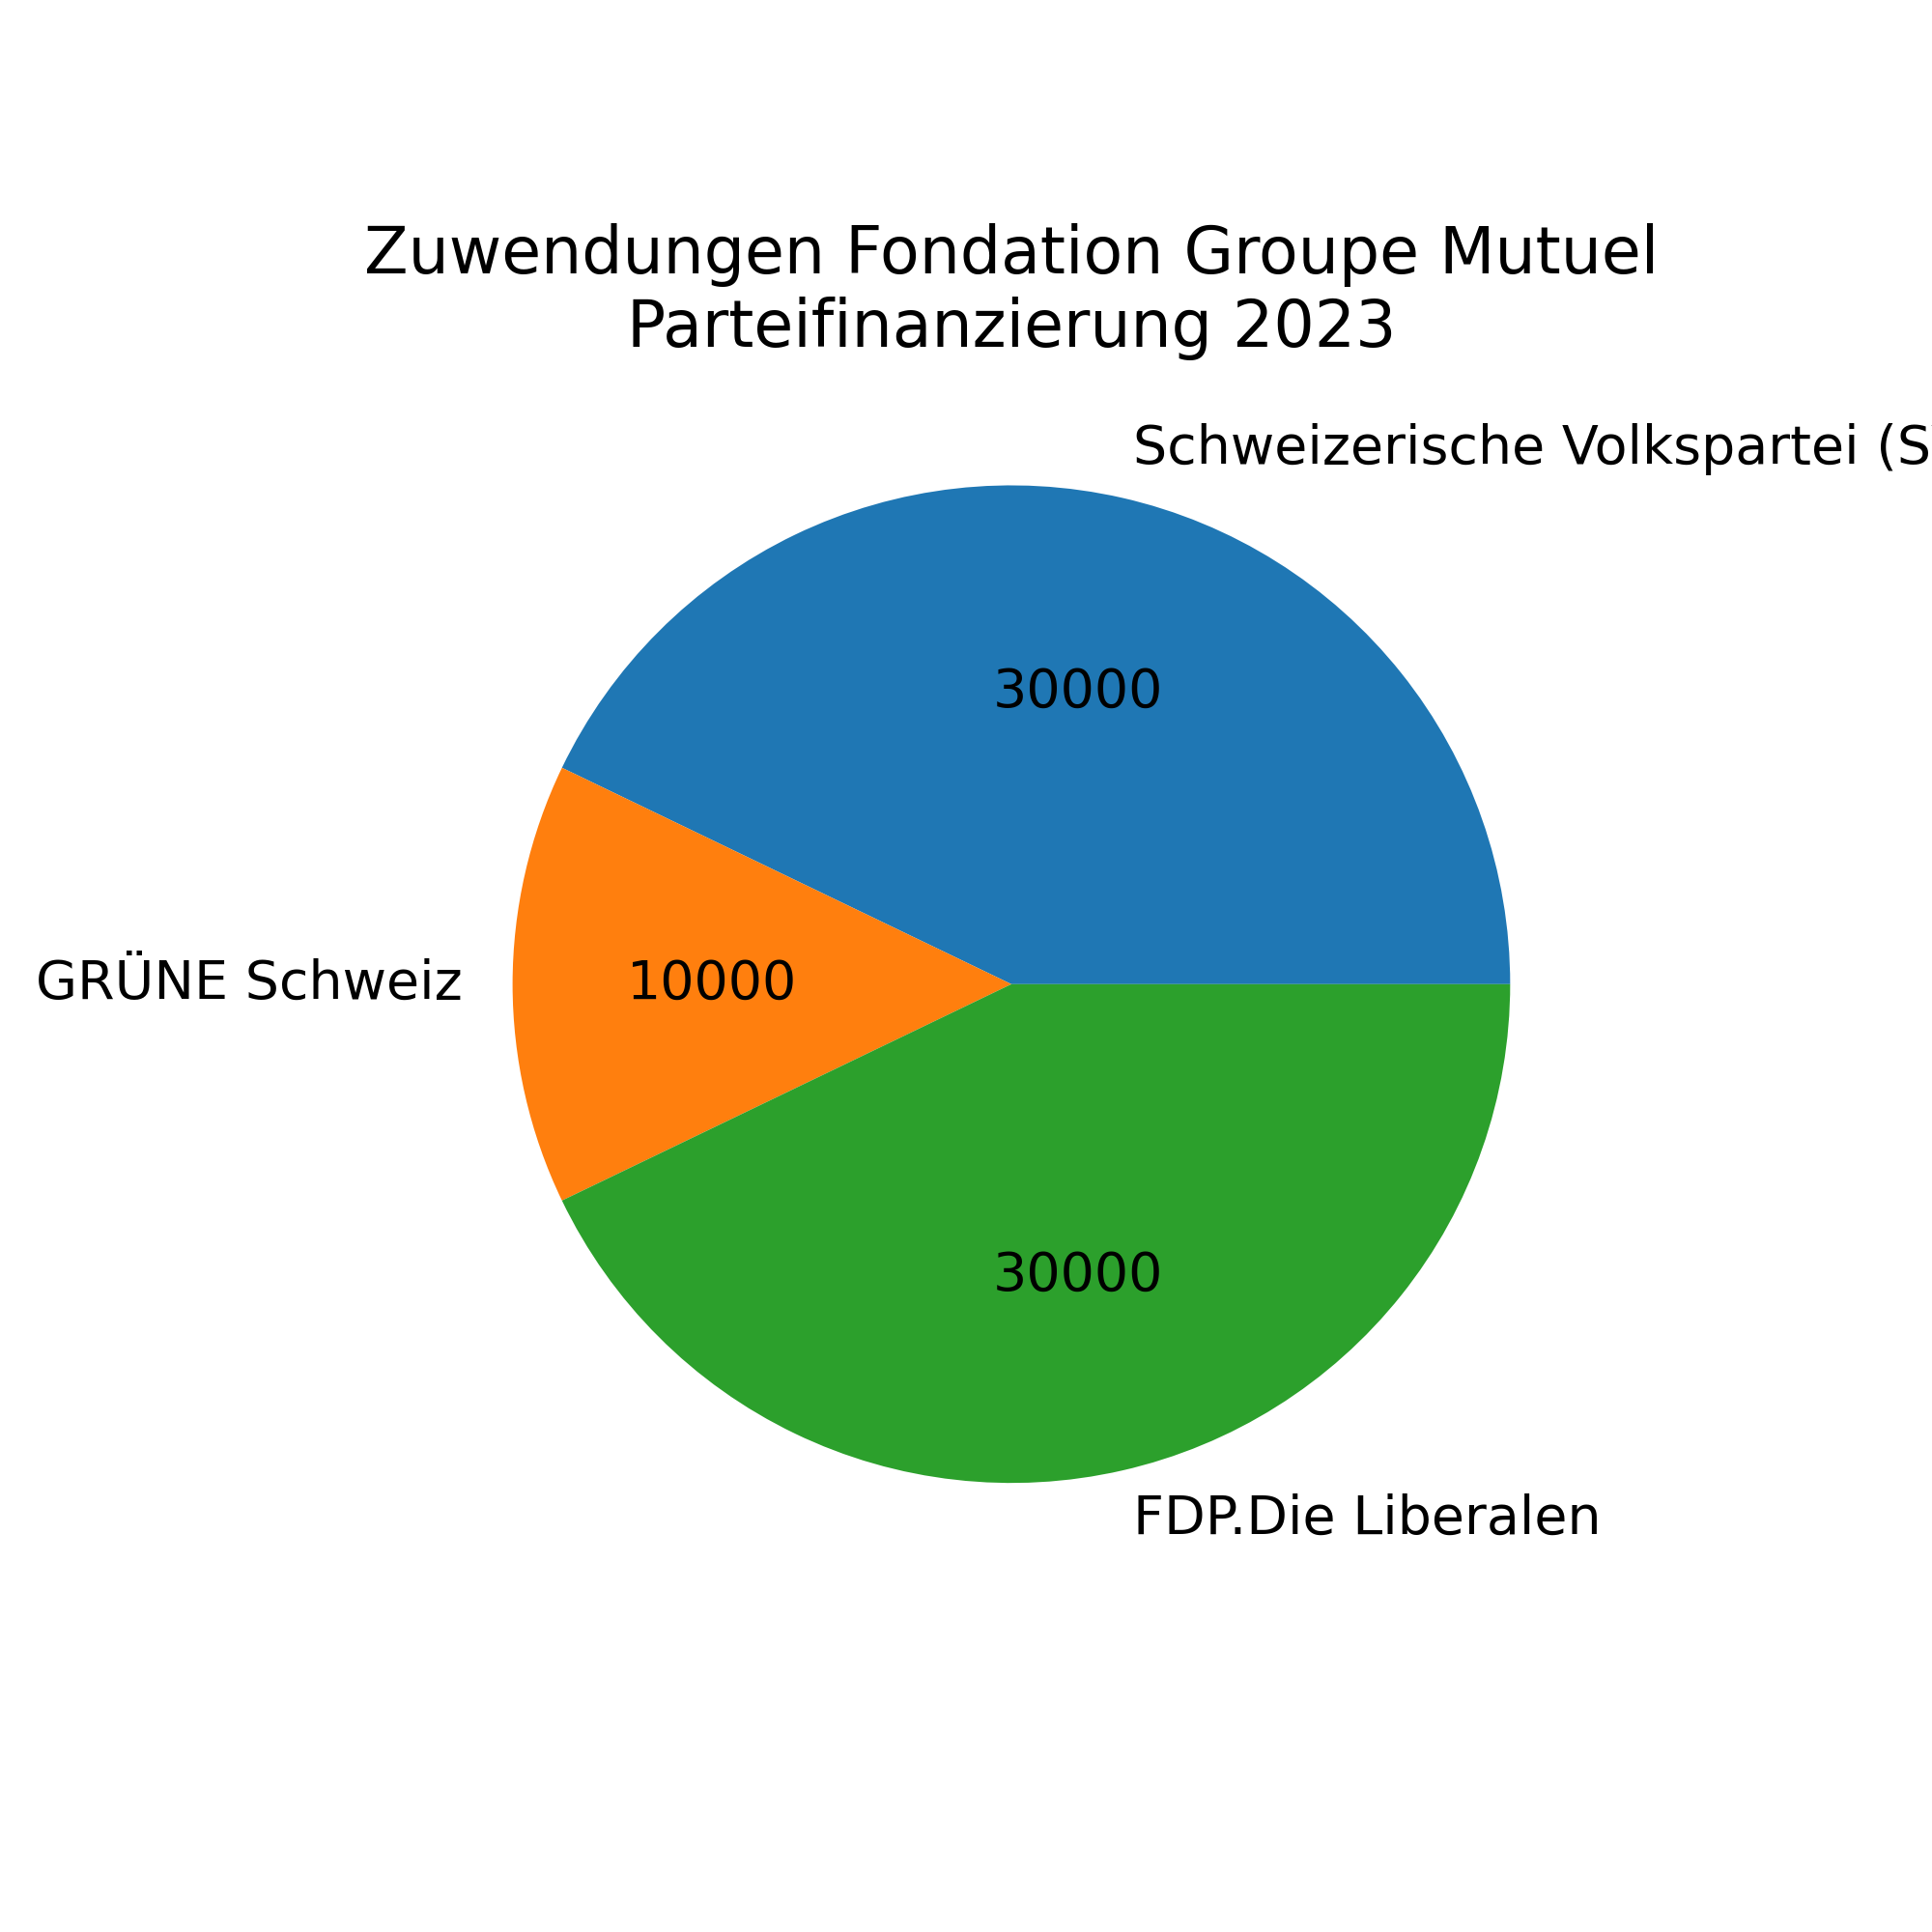 Zuwendungen Fondation Groupe Mutuel
Parteifinanzierung 2023
Schweizerische Volkspartei (S
30000
GRÜNE Schweiz
10000
30000
FDP.Die Liberalen